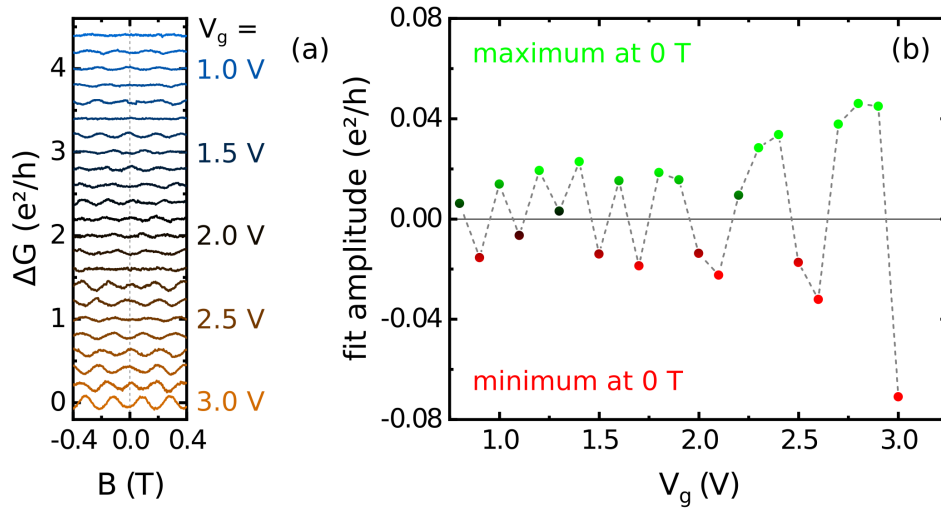 V_g =
(a)
1.0 V
1.5 V
2.0 V
2.5 V
3.0 V
4
3
2
1
0
ΔG (e²/h)
-0.4 0.0 0.4
B (T)
(b)
maximum at 0 T
minimum at 0 T
0.08
0.04
0.00
-0.04
-0.08
fit amplitude (e²/h)
1.0 1.5 2.0 2.5 3.0
V_g (V)